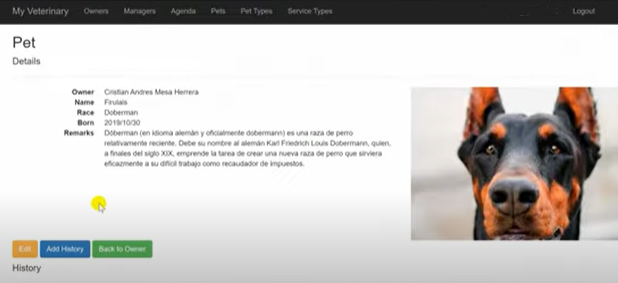 My Veterinary Owners Managers Agenda Pets Pet Types Service Types Logout
Pet
Details
Owner Cristian Andres Mesa Herrera
Name Firulais
Race Doberman
Born 2019/10/30
Remarks Dóberman (en idioma alemán y oficialmente dobermann) es una raza de perro
relativamente reciente. Debe su nombre al alemán Karl Friedrich Louis Dobermann, quien,
a finales del siglo XIX, emprende la tarea de crear una nueva raza de perro que sirviera
eficazmente a su difícil trabajo como recaudador de impuestos.
Edit Add History Back to Owner
History